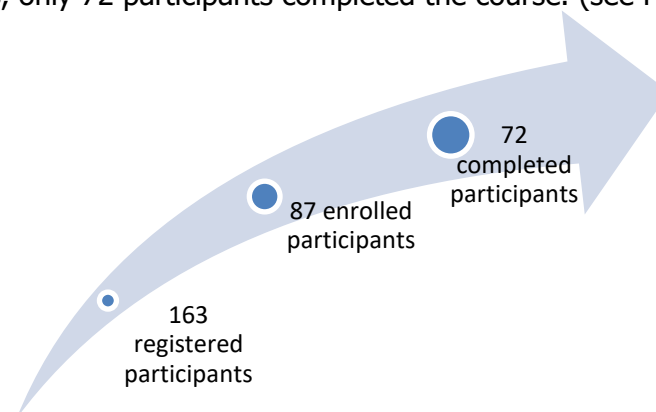 only 72 participants completed the course. (see
72
completed
participants
87 enrolled
participants
163
registered
participants